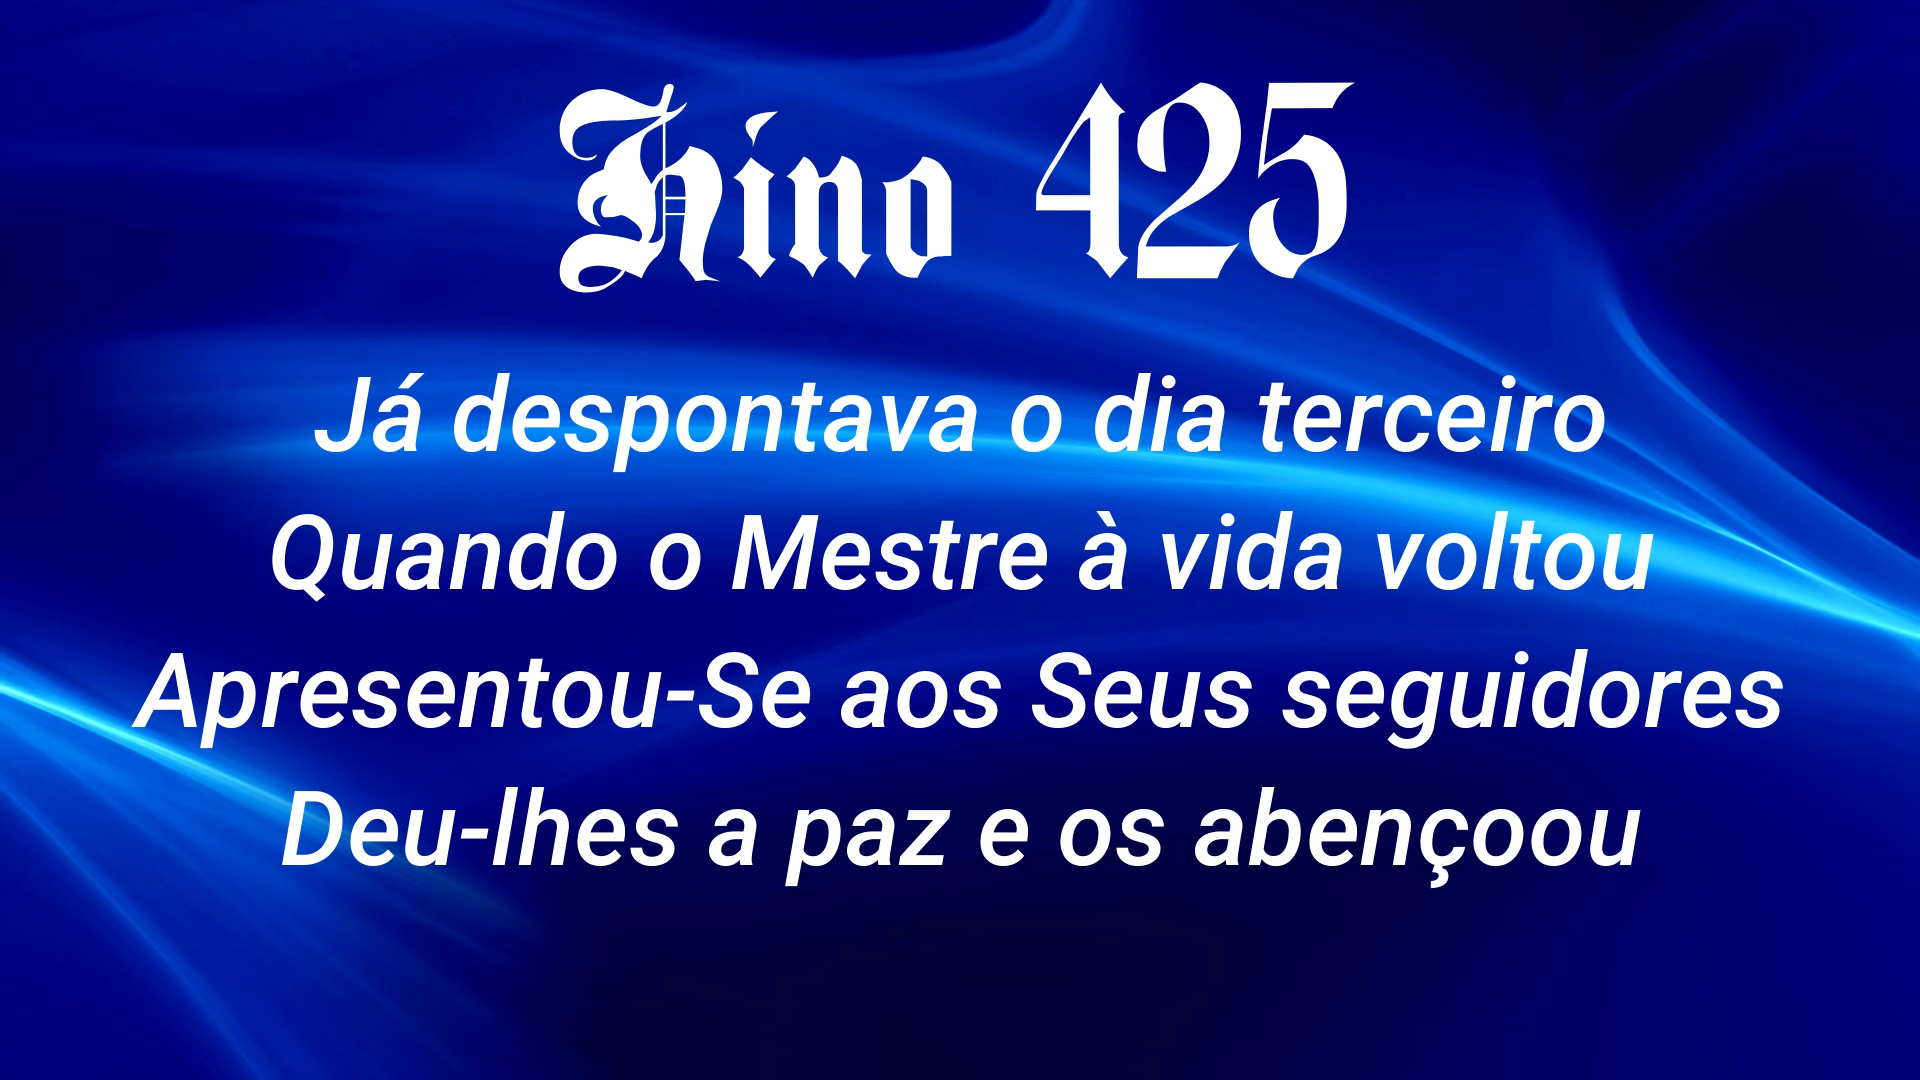 Hino 425
Já despontava o dia terceiro
Quando o Mestre à vida voltou
Apresentou-Se aos Seus seguidores
Deu-lhes a paz e os abençoou